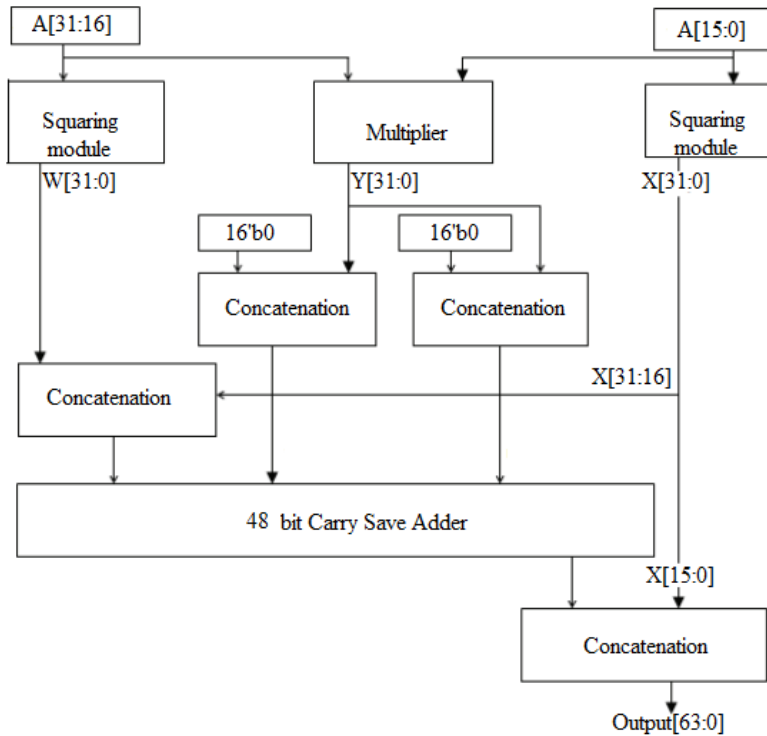 A[31:16]
A[15:0]
Squaring
module
Multiplier
Squaring
module
W[31:0]
Y[31:0]
X[31:0]
16'b0
16'b0
Concatenation
Concatenation
Concatenation
X[31:16]
48 bit Carry Save Adder
X[15:0]
Concatenation
Output[63:0]